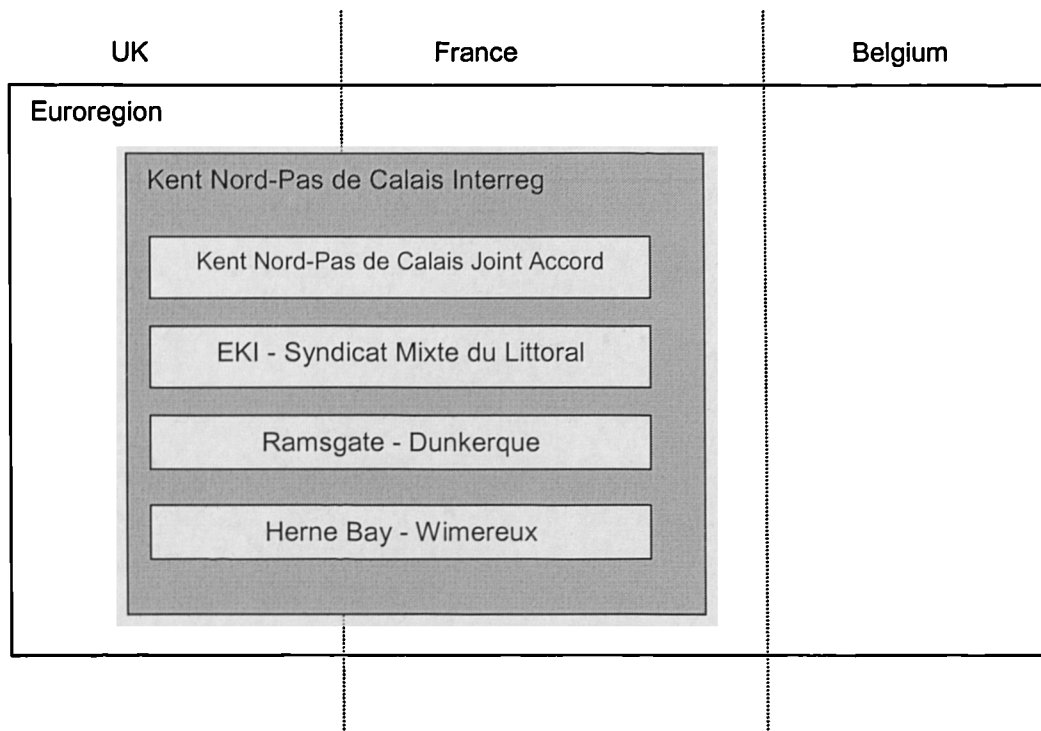 UK France Belgium
Euroregion
Kent Nord-Pas de Calais Interreg
Kent Nord-Pas de Calais Joint Accord
EKI - Syndicat Mixte du Littoral
Ramsgate - Dunkerque
Herne Bay - Wimereux